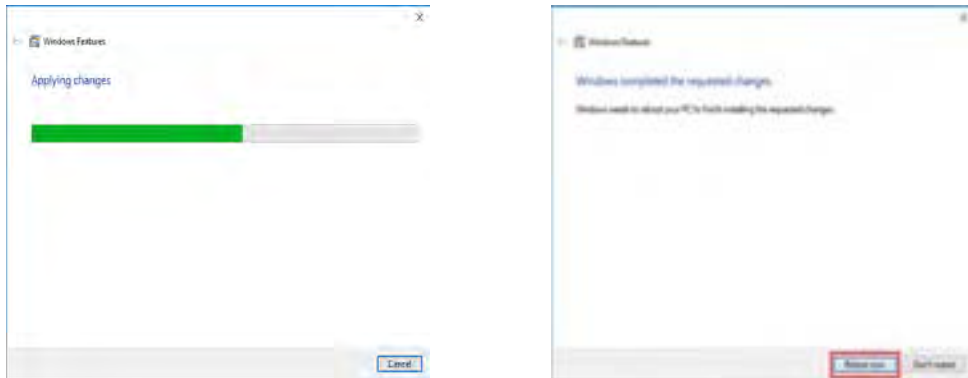 Windows Features
Applying changes
Cancel
Windows Features
Windows completed the requested changes.
Windows needs to reboot your PC to finish installing the requested changes.
Restart now
Don't restart